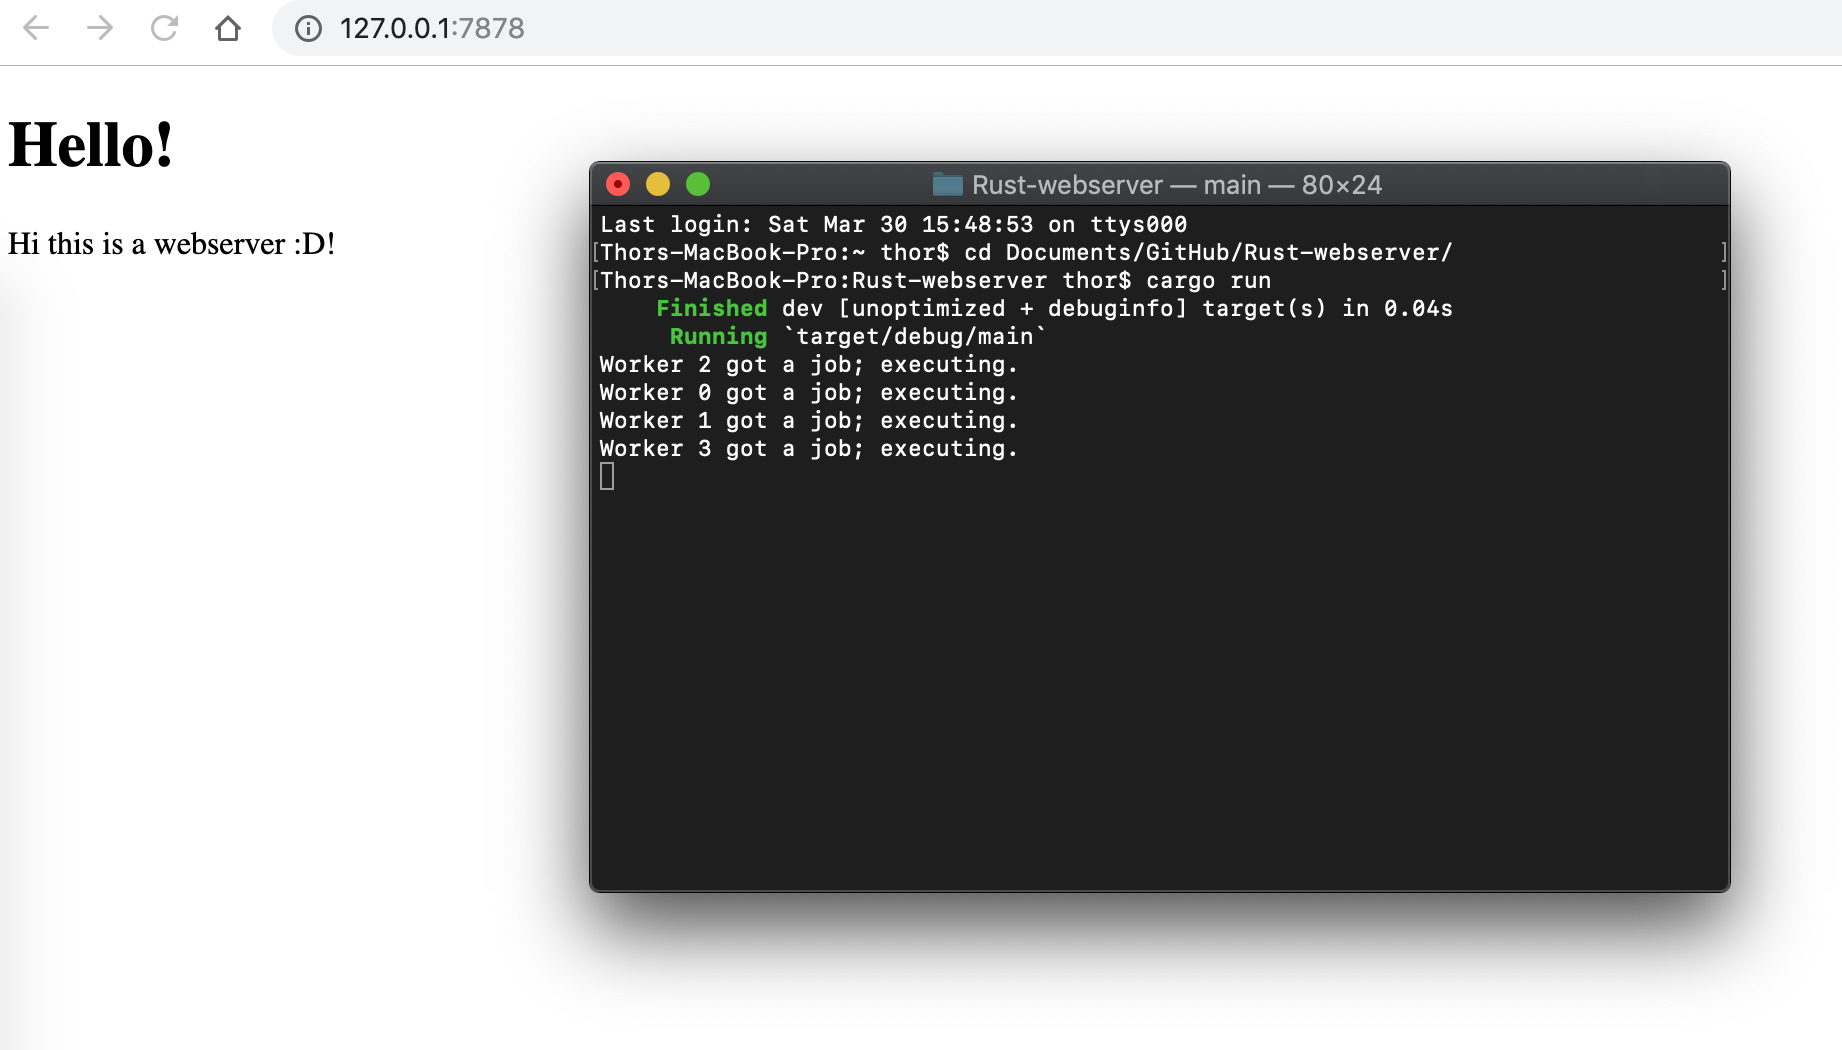 127.0.0.1:7878
Hello!
Hi this is a webserver :D!
Rust-webserver — main — 80×24
Last login: Sat Mar 30 15:48:53 on ttys000
[Thors-MacBook-Pro:~ thor$ cd Documents/GitHub/Rust-webserver/ ]
[Thors-MacBook-Pro:Rust-webserver thor$ cargo run ]
Finished dev [unoptimized + debuginfo] target(s) in 0.04s
Running `target/debug/main`
Worker 2 got a job; executing.
Worker 0 got a job; executing.
Worker 1 got a job; executing.
Worker 3 got a job; executing.